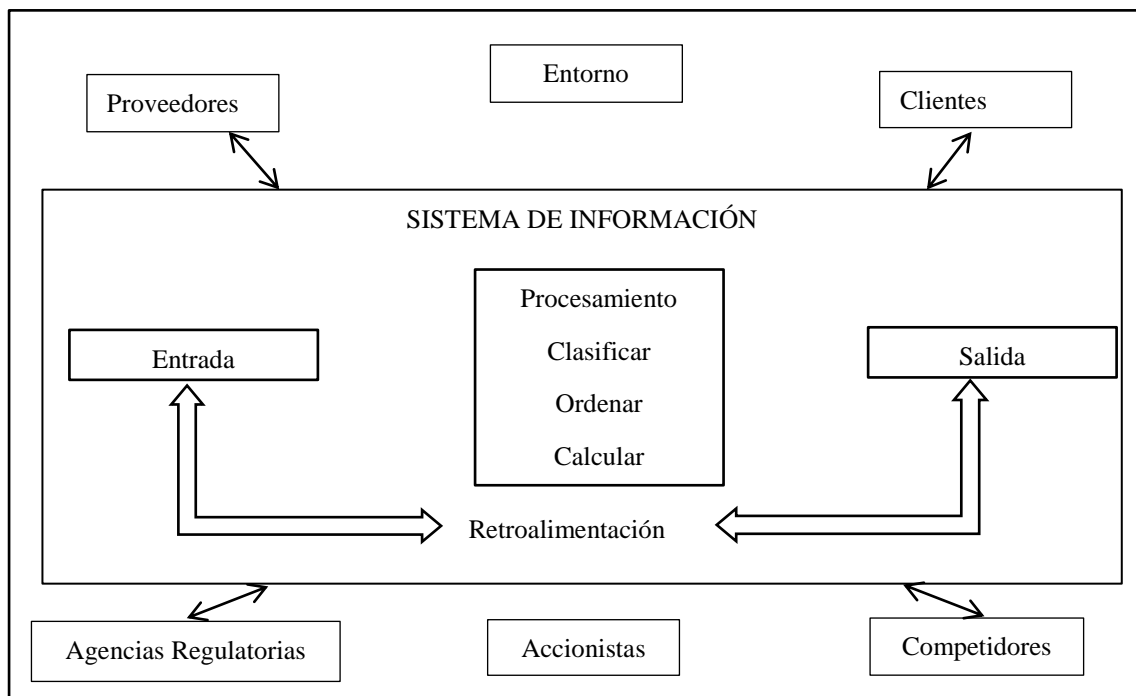 Entorno
Proveedores
Clientes
SISTEMA DE INFORMACIÓN
Procesamiento
Clasificar
Ordenar
Calcular
Entrada
Salida
Retroalimentación
Agencias Regulatorias
Accionistas
Competidores